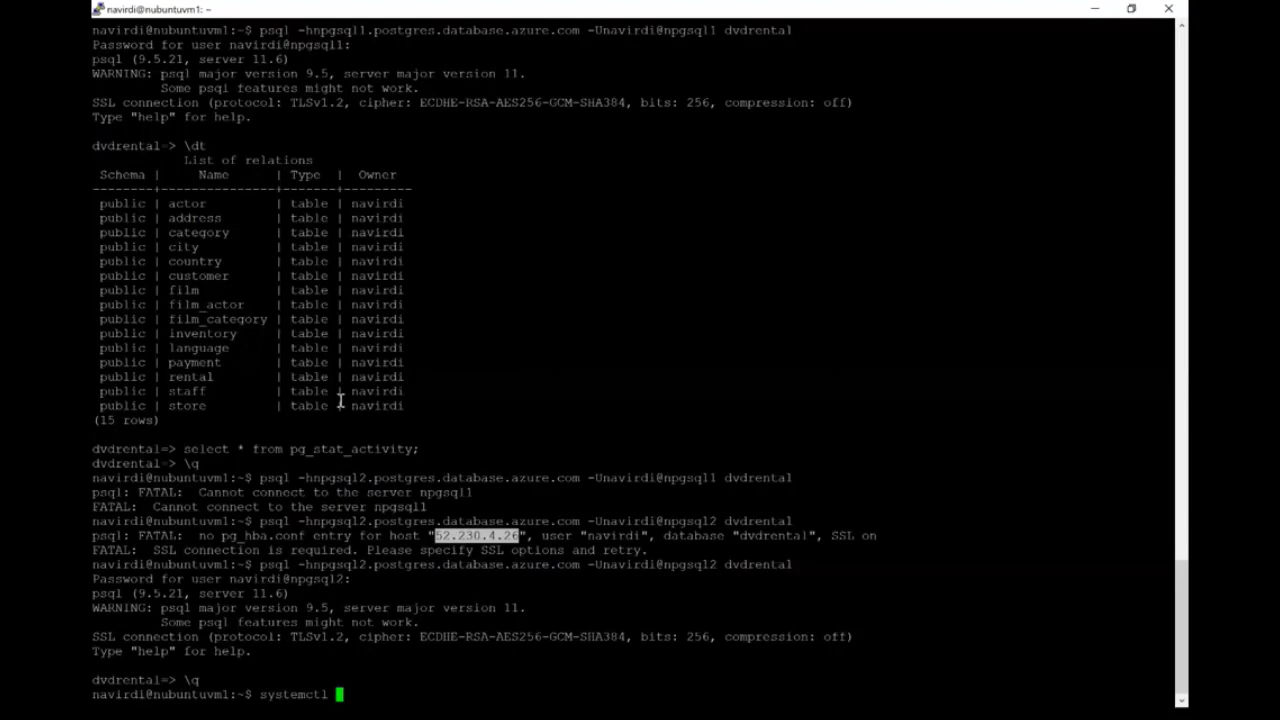 navirdi@nubuntuvm1: ~
navirdi@nubuntuvm1:~$ psql -hnpgsql1.postgres.database.azure.com -Unavirdi@npgsql1 dvdrental
Password for user navirdi@npgsql1:
psql (9.5.21, server 11.6)
WARNING: psql major version 9.5, server major version 11.
         Some psql features might not work.
SSL connection (protocol: TLSv1.2, cipher: ECDHE-RSA-AES256-GCM-SHA384, bits: 256, compression: off)
Type "help" for help.
dvdrental=> \dt
            List of relations
 Schema |     Name      | Type  |  Owner
--------+---------------+-------+---------
 public | actor         | table | navirdi
 public | address       | table | navirdi
 public | category      | table | navirdi
 public | city          | table | navirdi
 public | country       | table | navirdi
 public | customer      | table | navirdi
 public | film          | table | navirdi
 public | film_actor    | table | navirdi
 public | film_category | table | navirdi
 public | inventory     | table | navirdi
 public | language      | table | navirdi
 public | payment       | table | navirdi
 public | rental        | table | navirdi
 public | staff         | table | navirdi
 public | store         | table | navirdi
(15 rows)
dvdrental=> select * from pg_stat_activity;
dvdrental=> \q
navirdi@nubuntuvm1:~$ psql -hnpgsql2.postgres.database.azure.com -Unavirdi@npgsql1 dvdrental
psql: FATAL:  Cannot connect to the server npgsql1
FATAL:  Cannot connect to the server npgsql1
navirdi@nubuntuvm1:~$ psql -hnpgsql2.postgres.database.azure.com -Unavirdi@npgsql2 dvdrental
psql: FATAL:  no pg_hba.conf entry for host "52.230.4.26", user "navirdi", database "dvdrental", SSL on
FATAL:  SSL connection is required. Please specify SSL options and retry.
navirdi@nubuntuvm1:~$ psql -hnpgsql2.postgres.database.azure.com -Unavirdi@npgsql2 dvdrental
Password for user navirdi@npgsql2:
psql (9.5.21, server 11.6)
WARNING: psql major version 9.5, server major version 11.
         Some psql features might not work.
SSL connection (protocol: TLSv1.2, cipher: ECDHE-RSA-AES256-GCM-SHA384, bits: 256, compression: off)
Type "help" for help.
dvdrental=> \q
navirdi@nubuntuvm1:~$ systemctl